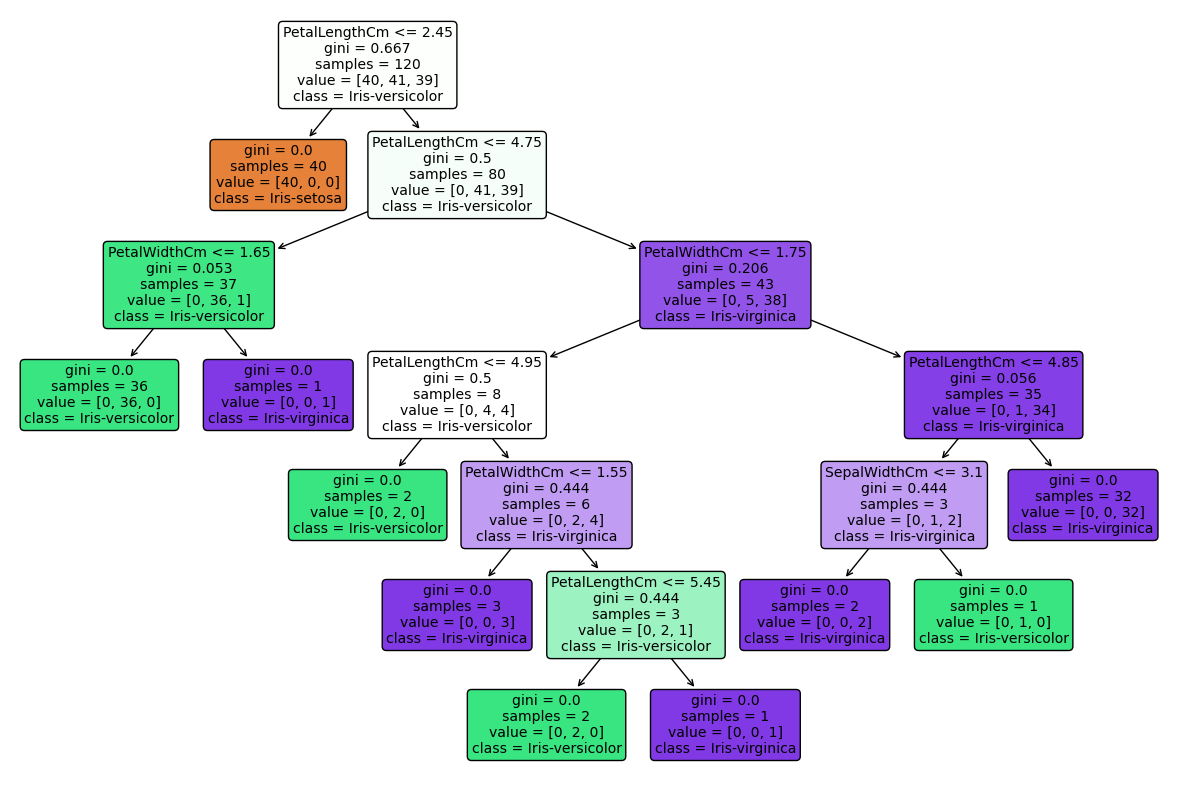 PetalLengthCm <= 2.45
gini = 0.667
samples = 120
value = [40, 41, 39]
class = Iris-versicolor
gini = 0.0
samples = 40
value = [40, 0, 0]
class = Iris-setosa
PetalLengthCm <= 4.75
gini = 0.5
samples = 80
value = [0, 41, 39]
class = Iris-versicolor
PetalWidthCm <= 1.65
gini = 0.053
samples = 37
value = [0, 36, 1]
class = Iris-versicolor
PetalWidthCm <= 1.75
gini = 0.206
samples = 43
value = [0, 5, 38]
class = Iris-virginica
gini = 0.0
samples = 36
value = [0, 36, 0]
class = Iris-versicolor
gini = 0.0
samples = 1
value = [0, 0, 1]
class = Iris-virginica
PetalLengthCm <= 4.95
gini = 0.5
samples = 8
value = [0, 4, 4]
class = Iris-versicolor
PetalLengthCm <= 4.85
gini = 0.056
samples = 35
value = [0, 1, 34]
class = Iris-virginica
gini = 0.0
samples = 2
value = [0, 2, 0]
class = Iris-versicolor
PetalWidthCm <= 1.55
gini = 0.444
samples = 6
value = [0, 2, 4]
class = Iris-virginica
SepalWidthCm <= 3.1
gini = 0.444
samples = 3
value = [0, 1, 2]
class = Iris-virginica
gini = 0.0
samples = 32
value = [0, 0, 32]
class = Iris-virginica
gini = 0.0
samples = 3
value = [0, 0, 3]
class = Iris-virginica
PetalLengthCm <= 5.45
gini = 0.444
samples = 3
value = [0, 2, 1]
class = Iris-versicolor
gini = 0.0
samples = 2
value = [0, 0, 2]
class = Iris-virginica
gini = 0.0
samples = 1
value = [0, 1, 0]
class = Iris-versicolor
gini = 0.0
samples = 2
value = [0, 2, 0]
class = Iris-versicolor
gini = 0.0
samples = 1
value = [0, 0, 1]
class = Iris-virginica